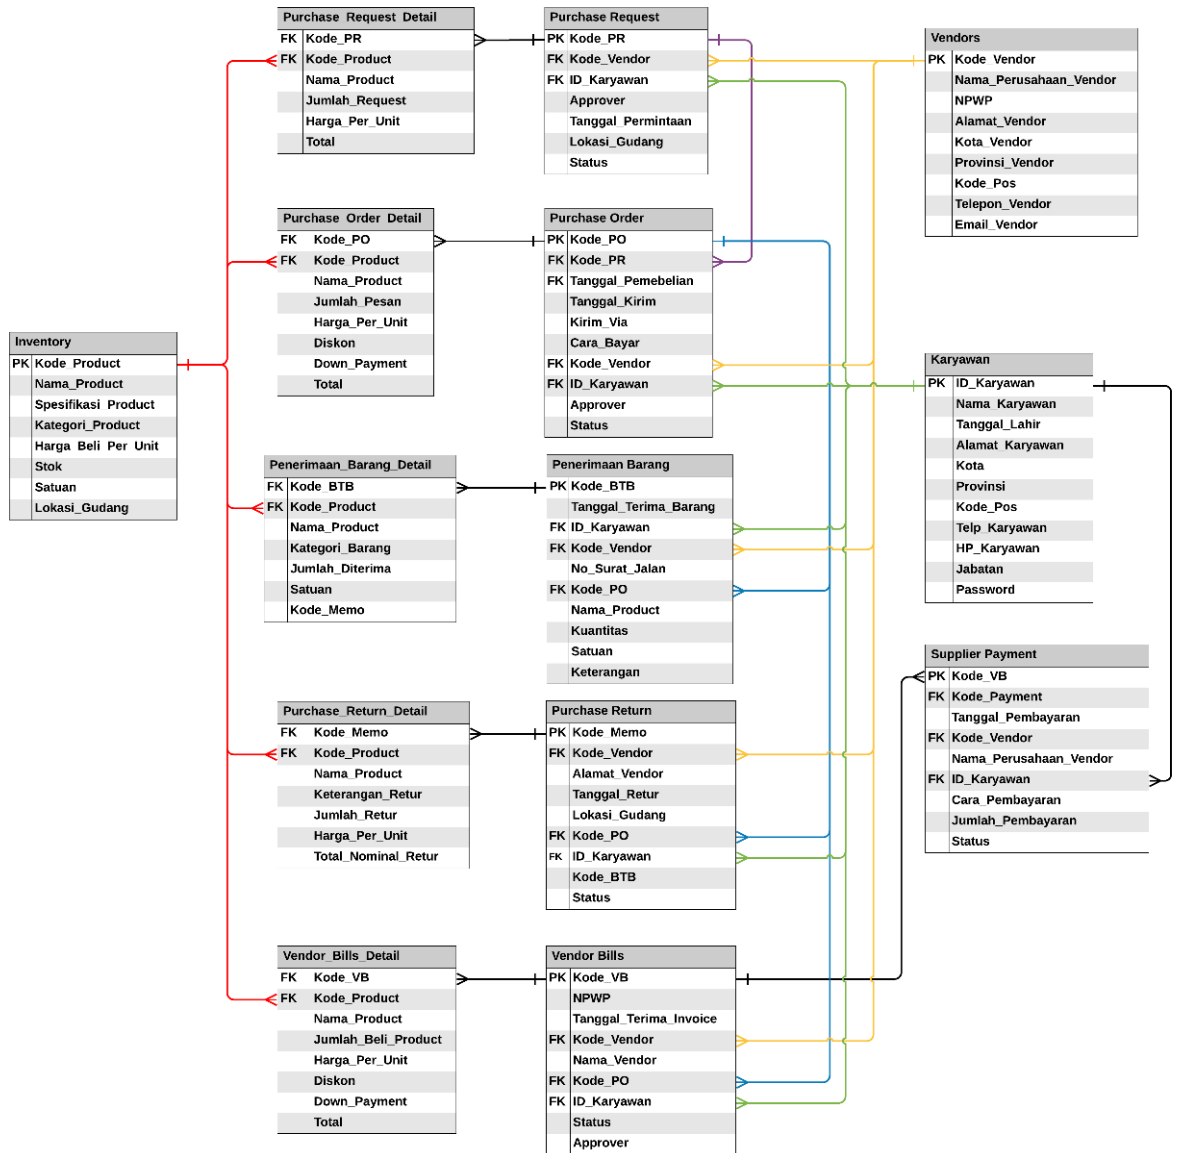 Purchase_Request_Detail
FK Kode_PR
FK Kode_Product
Nama_Product
Jumlah_Request
Harga_Per_Unit
Total
Purchase Request
PK Kode_PR
FK Kode_Vendor
FK ID_Karyawan
Approver
Tanggal_Permintaan
Lokasi_Gudang
Status
Vendors
PK Kode_Vendor
Nama_Perusahaan_Vendor
NPWP
Alamat_Vendor
Kota_Vendor
Provinsi_Vendor
Kode_Pos
Telepon_Vendor
Email_Vendor
Purchase_Order_Detail
FK Kode_PO
FK Kode_Product
Nama_Product
Jumlah_Pesan
Harga_Per_Unit
Diskon
Down_Payment
Total
Purchase Order
PK Kode_PO
FK Kode_PR
FK Tanggal_Pemebelian
Tanggal_Kirim
Kirim_Via
Cara_Bayar
FK Kode_Vendor
FK ID_Karyawan
Approver
Status
Inventory
PK Kode_Product
Nama_Product
Spesifikasi_Product
Kategori_Product
Harga_Beli_Per_Unit
Stok
Satuan
Lokasi_Gudang
Karyawan
PK ID_Karyawan
Nama_Karyawan
Tanggal_Lahir
Alamat_Karyawan
Kota
Provinsi
Kode_Pos
Telp_Karyawan
HP_Karyawan
Jabatan
Password
Penerimaan_Barang_Detail
FK Kode_BTB
FK Kode_Product
Nama_Product
Kategori_Barang
Jumlah_Diterima
Satuan
Kode_Memo
Penerimaan Barang
PK Kode_BTB
Tanggal_Terima_Barang
FK ID_Karyawan
FK Kode_Vendor
No_Surat_Jalan
FK Kode_PO
Nama_Product
Kuantitas
Satuan
Keterangan
Supplier Payment
PK Kode_VB
FK Kode_Payment
Tanggal_Pembayaran
FK Kode_Vendor
Nama_Perusahaan_Vendor
FK ID_Karyawan
Cara_Pembayaran
Jumlah_Pembayaran
Status
Purchase_Return_Detail
FK Kode_Memo
FK Kode_Product
Nama_Product
Keterangan_Retur
Jumlah_Retur
Harga_Per_Unit
Total_Nominal_Retur
Purchase Return
PK Kode_Memo
FK Kode_Vendor
Alamat_Vendor
Tanggal_Retur
Lokasi_Gudang
FK Kode_PO
FK ID_Karyawan
Kode_BTB
Status
Vendor_Bills_Detail
FK Kode_VB
FK Kode_Product
Nama_Product
Jumlah_Beli_Product
Harga_Per_Unit
Diskon
Down_Payment
Total
Vendor Bills
PK Kode_VB
NPWP
Tanggal_Terima_Invoice
FK Kode_Vendor
Nama_Vendor
FK Kode_PO
FK ID_Karyawan
Status
Approver